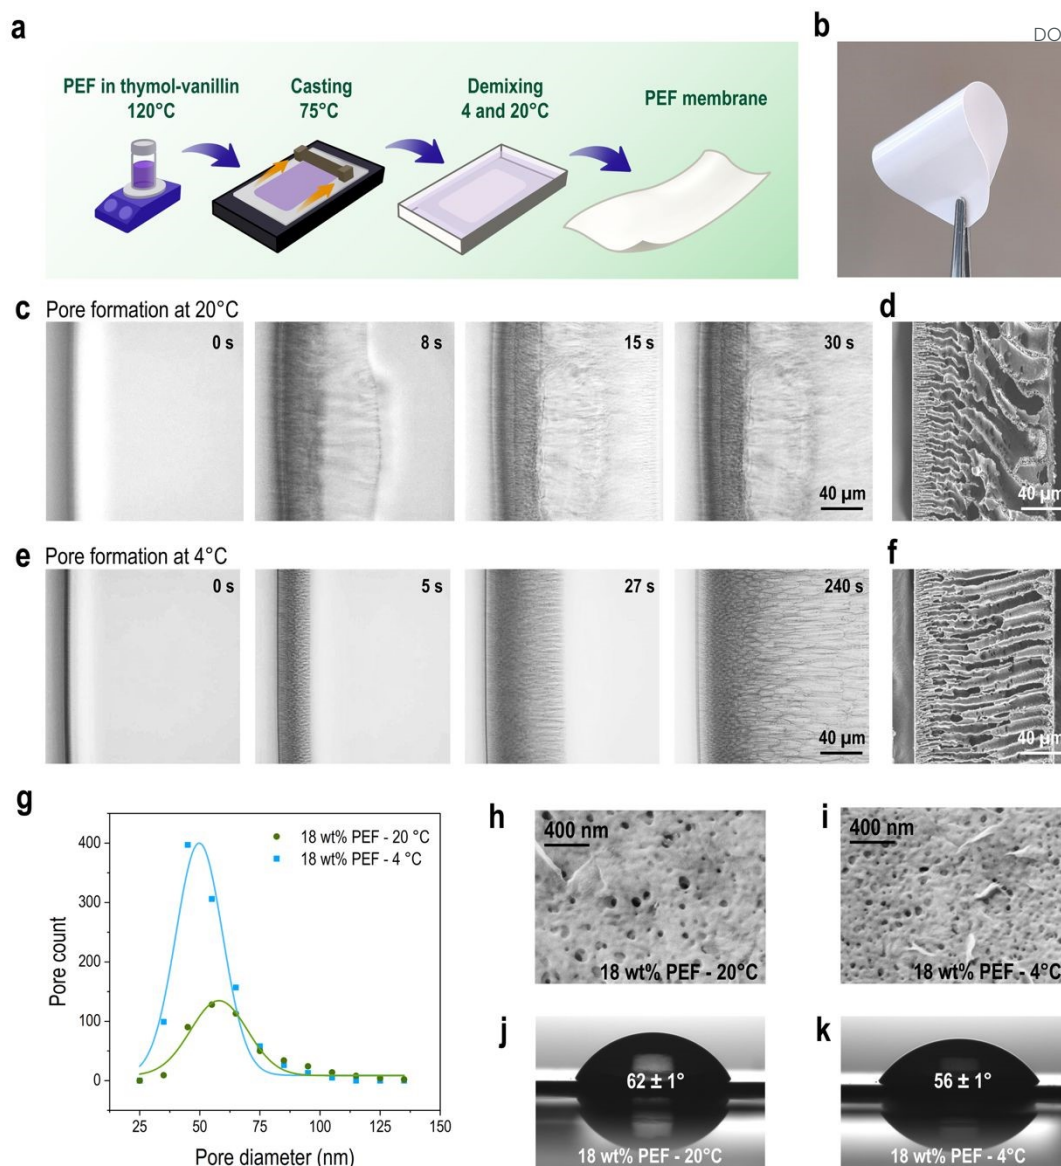 a
PEF in thymol-vanillin
120°C
Casting
75°C
Demixing
4 and 20°C
PEF membrane
b
DO
c Pore formation at 20°C
0 s
8 s
15 s
30 s
40 µm
d
40 µm
e Pore formation at 4°C
0 s
5 s
27 s
240 s
40 µm
f
40 µm
g
Pore count
400
300
200
100
0
18 wt% PEF - 20 °C
18 wt% PEF - 4 °C
25 50 75 100 125 150
Pore diameter (nm)
h
400 nm
18 wt% PEF - 20°C
i
400 nm
18 wt% PEF - 4°C
j
62 ± 1°
18 wt% PEF - 20°C
k
56 ± 1°
18 wt% PEF - 4°C